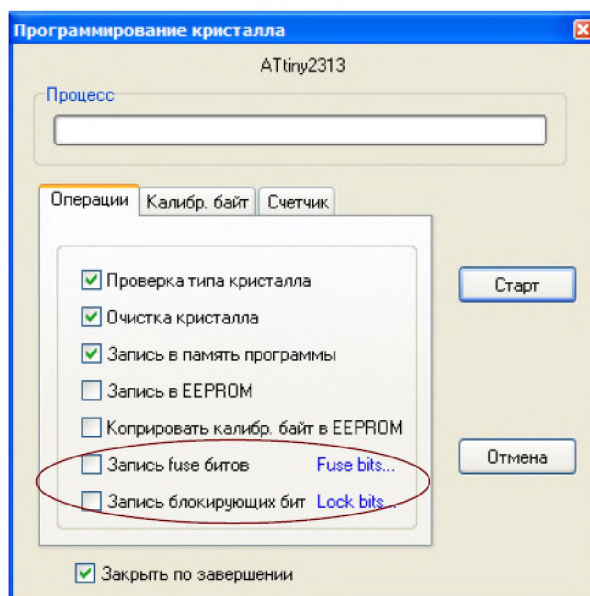 Программирование кристалла
ATtiny2313
Процесс
Операции Калибр. байт Счетчик
Проверка типа кристалла
Старт
Очистка кристалла
Запись в память программы
Запись в EEPROM
Коприровать калибр. байт в EEPROM
Запись fuse битов Fuse bits...
Отмена
Запись блокирующих бит Lock bits...
Закрыть по завершении